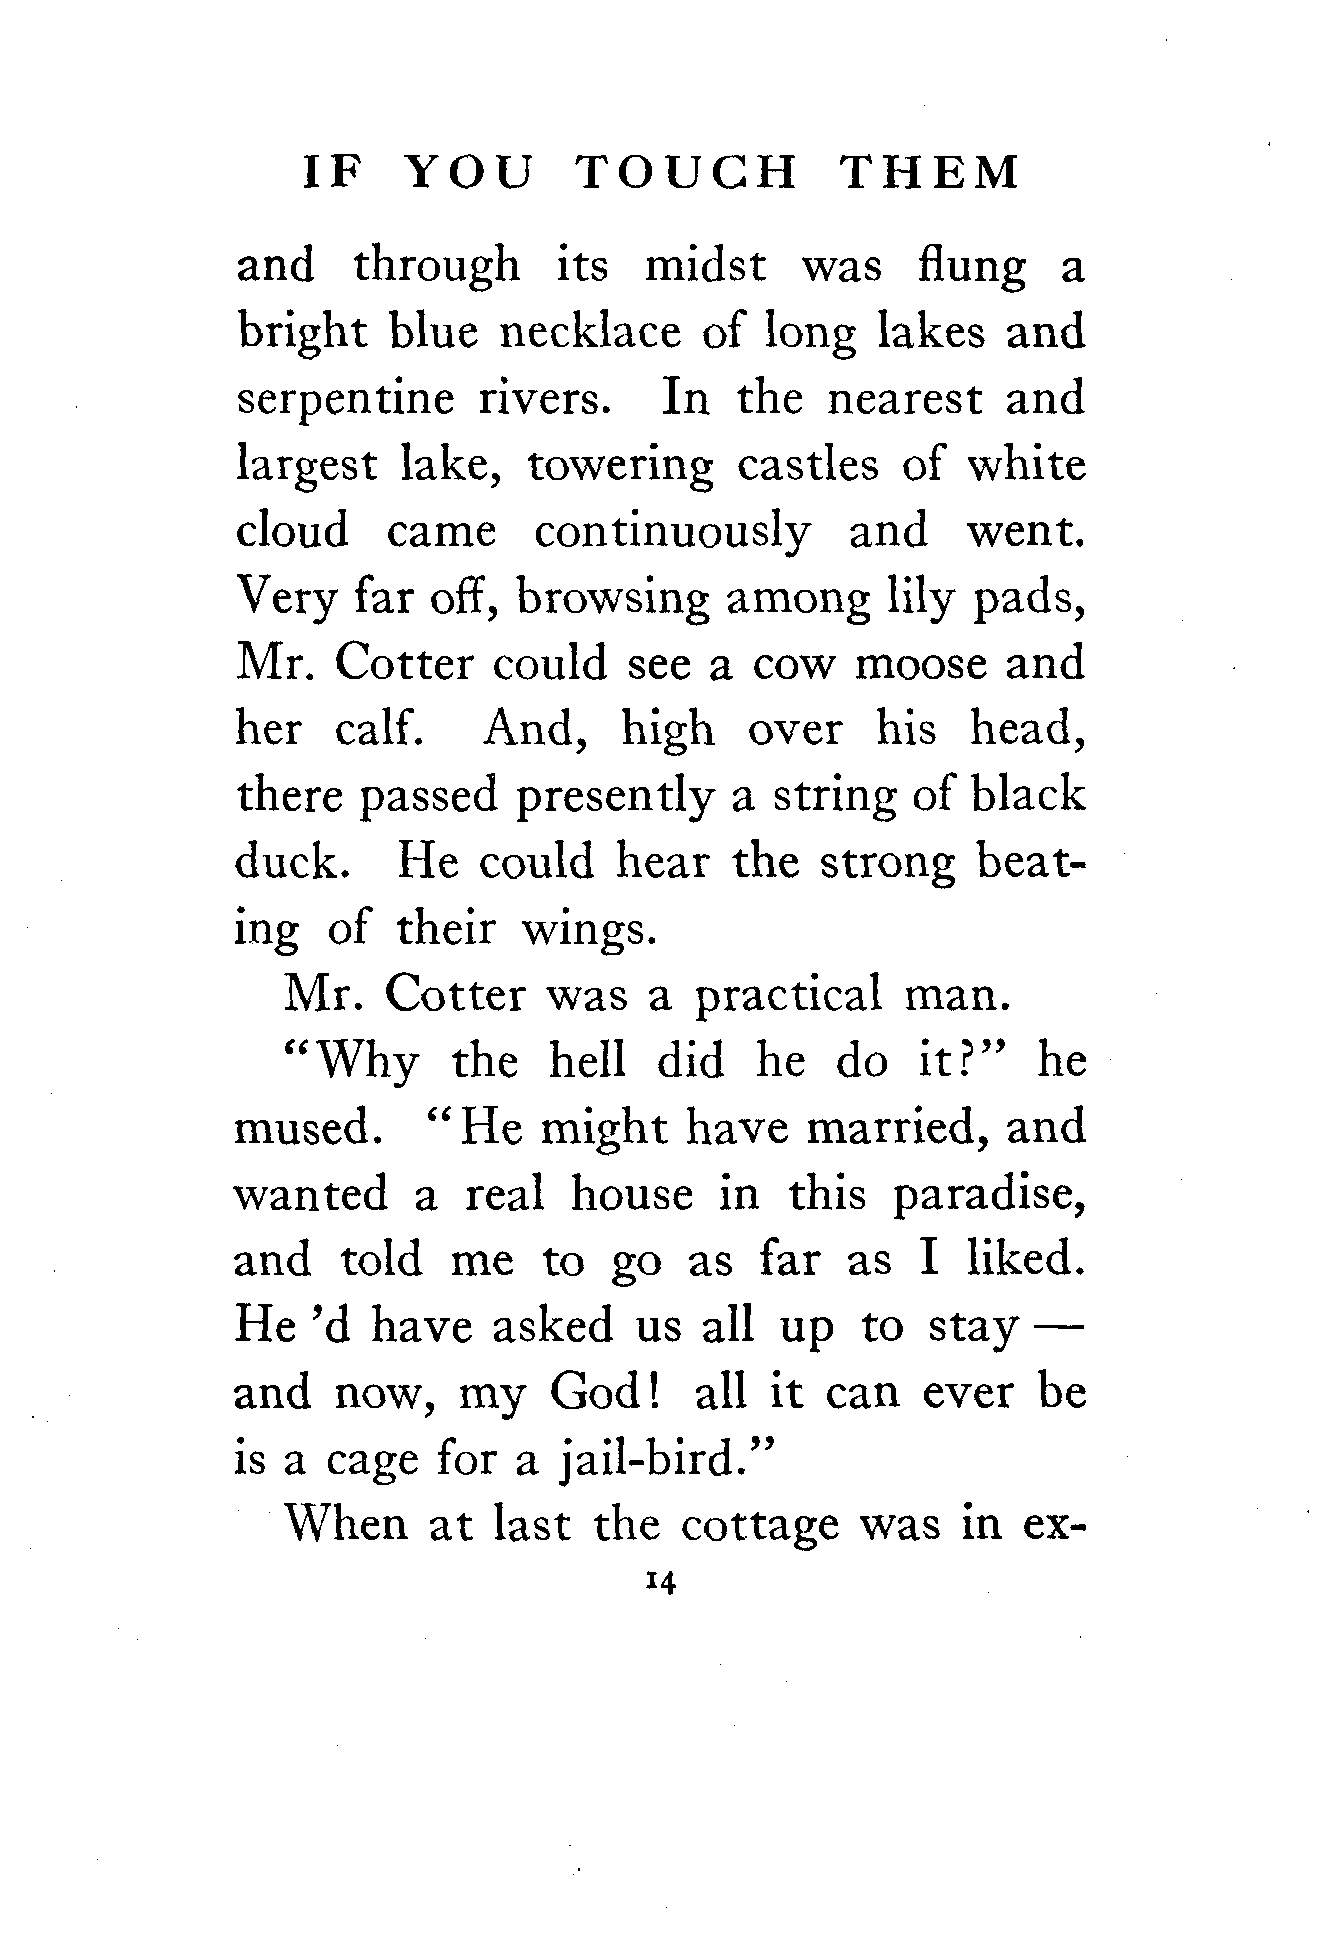 IF YOU TOUCH THEM
and through its midst was flung a
bright blue necklace of long lakes and
serpentine rivers. In the nearest and
largest lake, towering castles of white
cloud came continuously and went.
Very far off, browsing among lily pads,
Mr. Cotter could see a cow moose and
her calf. And, high over his head,
there passed presently a string of black
duck. He could hear the strong beat-
ing of their wings.
Mr. Cotter was a practical man.
“Why the hell did he do it?” he
mused. “He might have married, and
wanted a real house in this paradise,
and told me to go as far as I liked.
He ’d have asked us all up to stay —
and now, my God! all it can ever be
is a cage for a jail-bird.”
When at last the cottage was in ex-
14